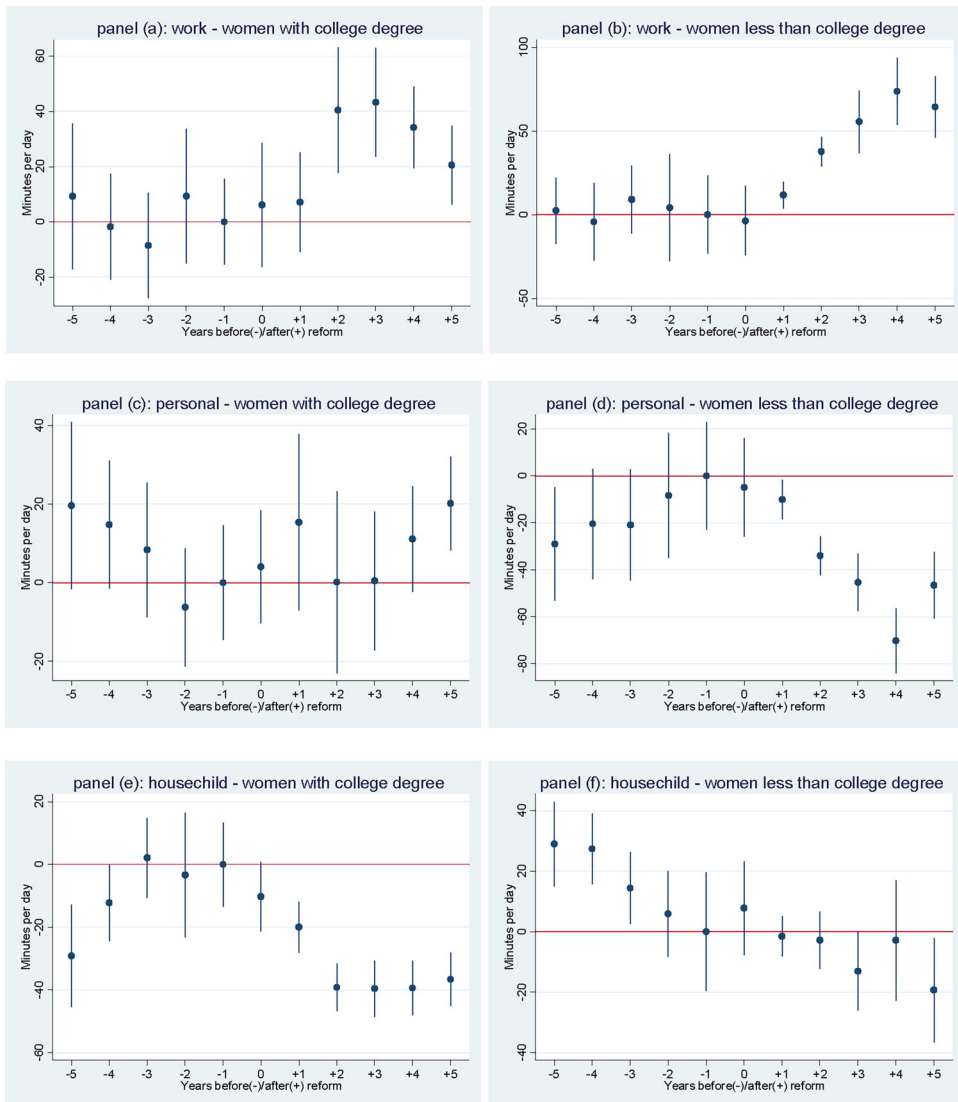 panel (a): work - women with college degree
Minutes per day
60
40
20
0
-20
-5 -4 -3 -2 -1 0 +1 +2 +3 +4 +5
Years before(-)/after(+) reform
panel (b): work - women less than college degree
Minutes per day
100
50
0
-50
-5 -4 -3 -2 -1 0 +1 +2 +3 +4 +5
Years before(-)/after(+) reform
panel (c): personal - women with college degree
Minutes per day
40
20
0
-20
-5 -4 -3 -2 -1 0 +1 +2 +3 +4 +5
Years before(-)/after(+) reform
panel (d): personal - women less than college degree
Minutes per day
20
0
-20
-40
-60
-80
-5 -4 -3 -2 -1 0 +1 +2 +3 +4 +5
Years before(-)/after(+) reform
panel (e): housechild - women with college degree
Minutes per day
20
0
-20
-40
-60
-5 -4 -3 -2 -1 0 +1 +2 +3 +4 +5
Years before(-)/after(+) reform
panel (f): housechild - women less than college degree
Minutes per day
40
20
0
-20
-40
-5 -4 -3 -2 -1 0 +1 +2 +3 +4 +5
Years before(-)/after(+) reform